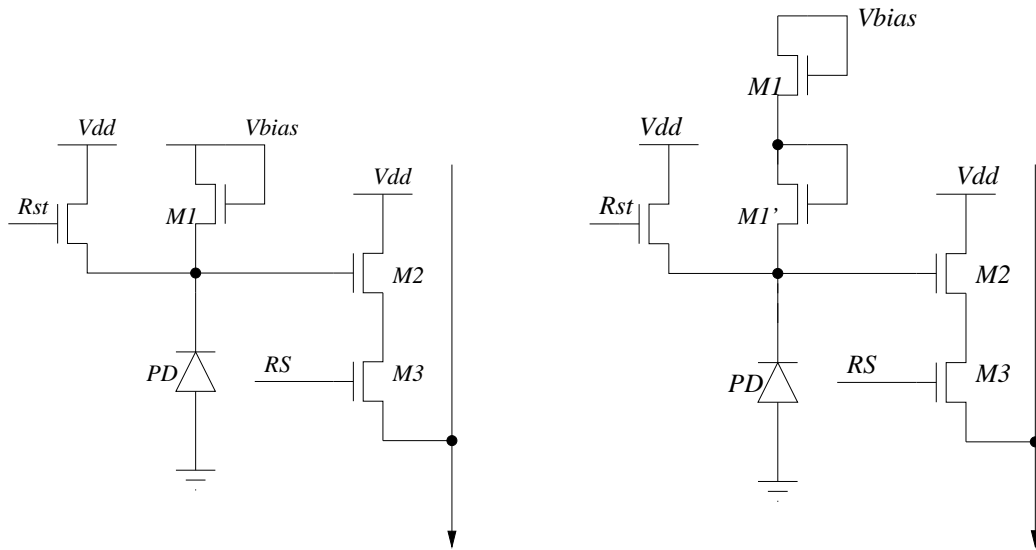 Vdd
Vbias
Rst
M1
Vdd
M2
PD
RS
M3
Vbias
M1
Vdd
Rst
M1’
Vdd
M2
PD
RS
M3